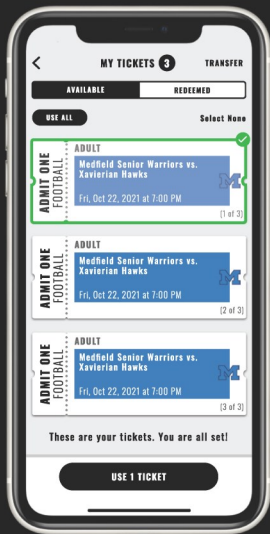 MY TICKETS 3 TRANSFER
AVAILABLE REDEEMED
USE ALL Select None
ADMIT ONE
FOOTBALL
ADULT
Medfield Senior Warriors vs.
Xavierian Hawks
Fri, Oct 22, 2021 at 7:00 PM
M
[1 of 3]
ADMIT ONE
FOOTBALL
ADULT
Medfield Senior Warriors vs.
Xavierian Hawks
Fri, Oct 22, 2021 at 7:00 PM
M
[2 of 3]
ADMIT ONE
FOOTBALL
ADULT
Medfield Senior Warriors vs.
Xavierian Hawks
Fri, Oct 22, 2021 at 7:00 PM
M
[3 of 3]
These are your tickets. You are all set!
USE 1 TICKET